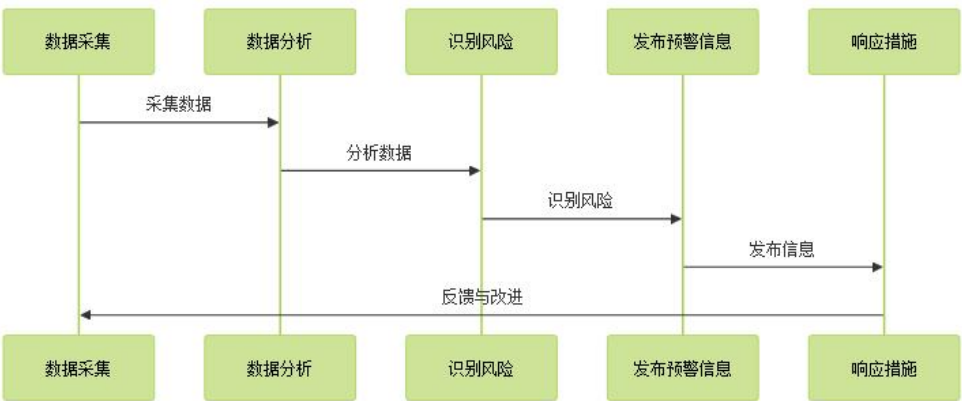 数据采集
数据分析
识别风险
发布预警信息
响应措施
采集数据
分析数据
识别风险
发布信息
反馈与改进
数据采集
数据分析
识别风险
发布预警信息
响应措施